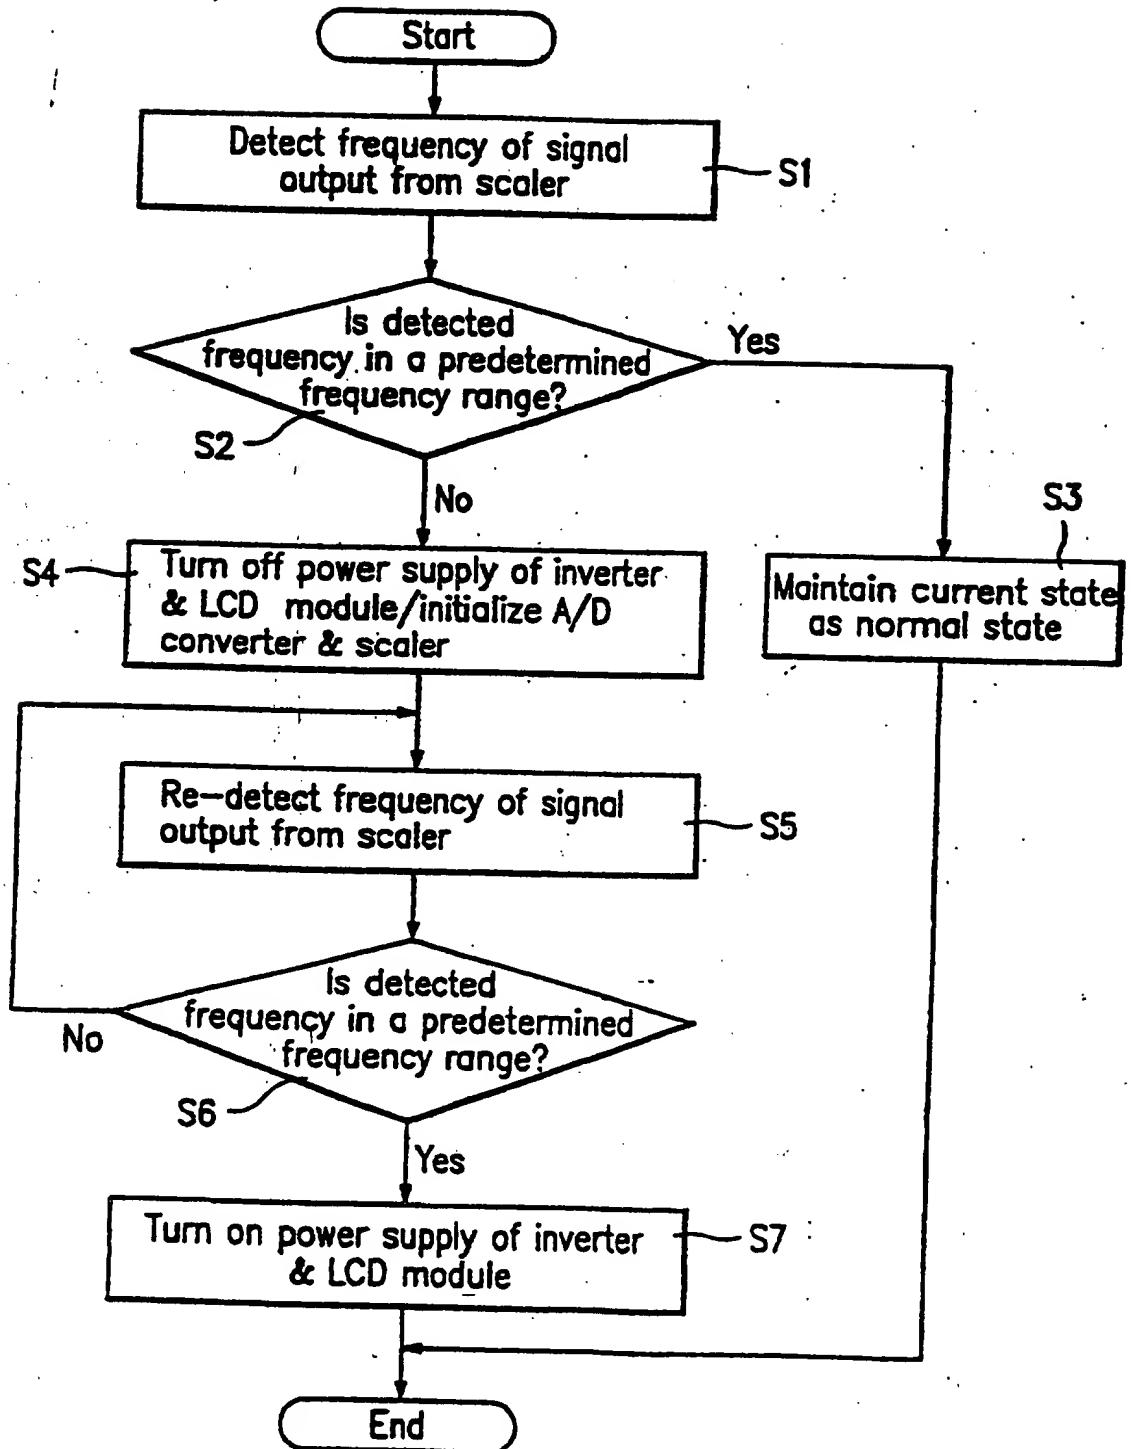 Start
Detect frequency of signal
output from scaler
S1
Is detected
frequency in a predetermined
frequency range?
S2
Yes
No
S3
Maintain current state
as normal state
S4
Turn off power supply of inverter
& LCD module/initialize A/D
converter & scaler
Re-detect frequency of signal
output from scaler
S5
Is detected
frequency in a predetermined
frequency range?
No
S6
Yes
Turn on power supply of inverter
& LCD module
S7
End